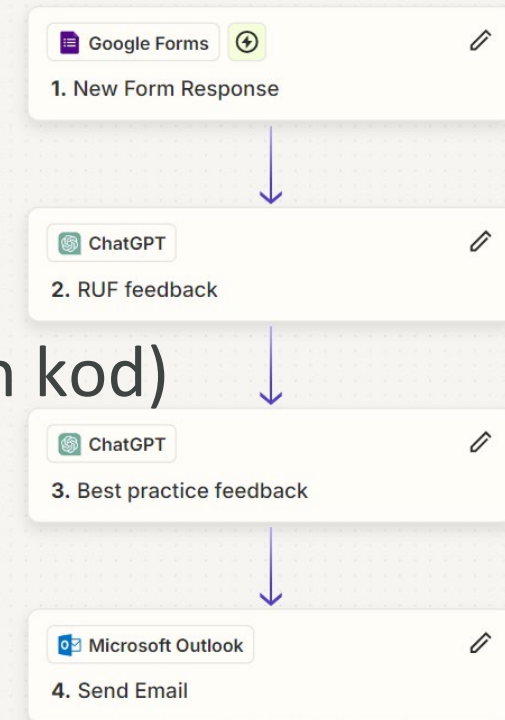 Google Forms
1. New Form Response
ChatGPT
2. RUF feedback
kod)
ChatGPT
3. Best practice feedback
Microsoft Outlook
4. Send Email